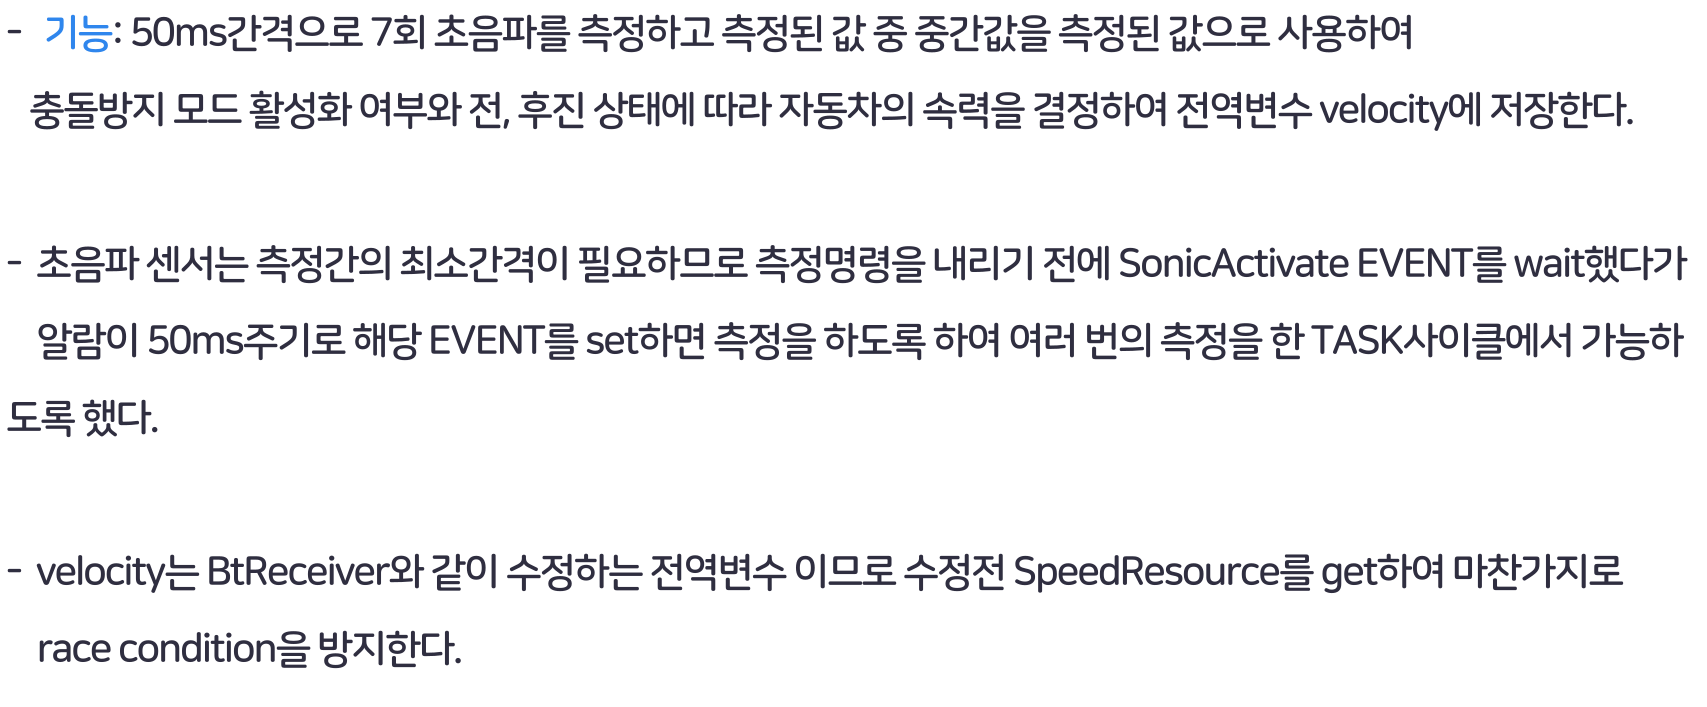 - 기능: 50ms간격으로 7회 초음파를 측정하고 측정된 값 중 중간값을 측정된 값으로 사용하여
충돌방지 모드 활성화 여부와 전, 후진 상태에 따라 자동차의 속력을 결정하여 전역변수 velocity에 저장한다.
- 초음파 센서는 측정간의 최소간격이 필요하므로 측정명령을 내리기 전에 SonicActivate EVENT를 wait했다가
알람이 50ms주기로 해당 EVENT를 set하면 측정을 하도록 하여 여러 번의 측정을 한 TASK사이클에서 가능하
도록 했다.
- velocity는 BtReceiver와 같이 수정하는 전역변수 이므로 수정전 SpeedResource를 get하여 마찬가지로
race condition을 방지한다.